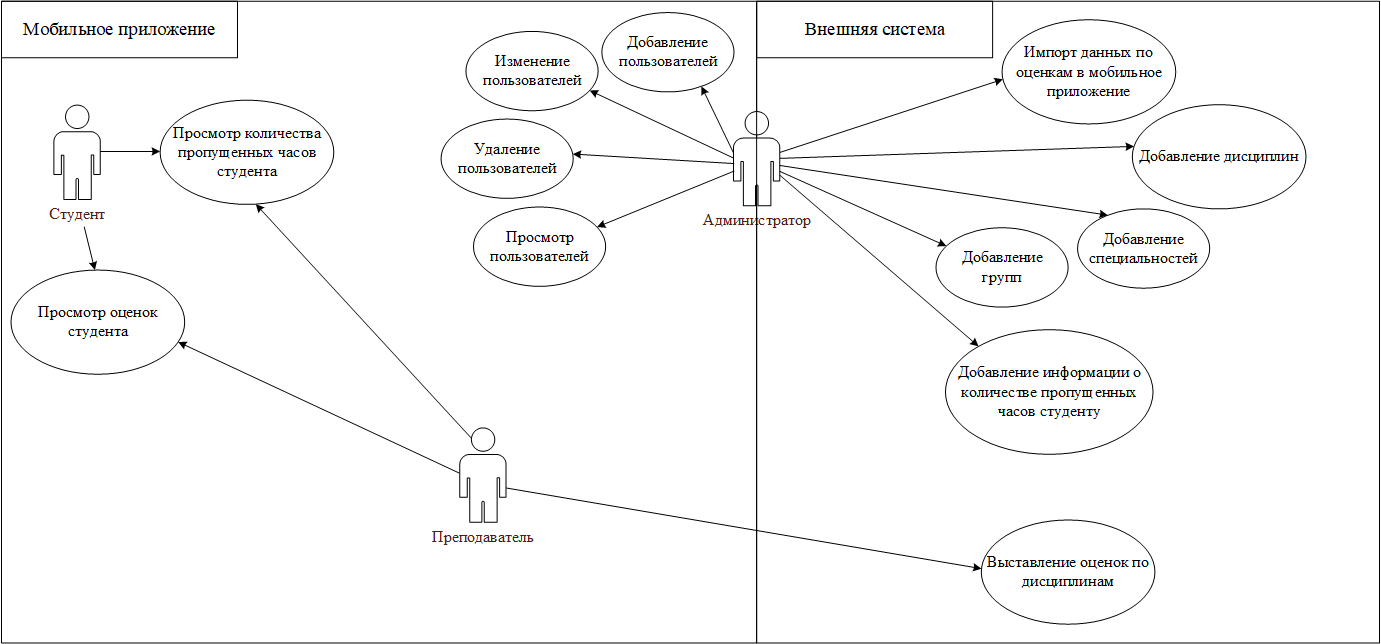 Мобильное приложение
Внешняя система
Изменение
пользователей
Добавление
пользователей
Импорт данных по
оценкам в мобильное
приложение
Просмотр количества
пропущенных часов
студента
Удаление
пользователей
Добавление дисциплин
Студент
Администратор
Просмотр
пользователей
Добавление
групп
Добавление
специальностей
Просмотр оценок
студента
Добавление информации о
количестве пропущенных
часов студенту
Преподаватель
Выставление оценок по
дисциплинам